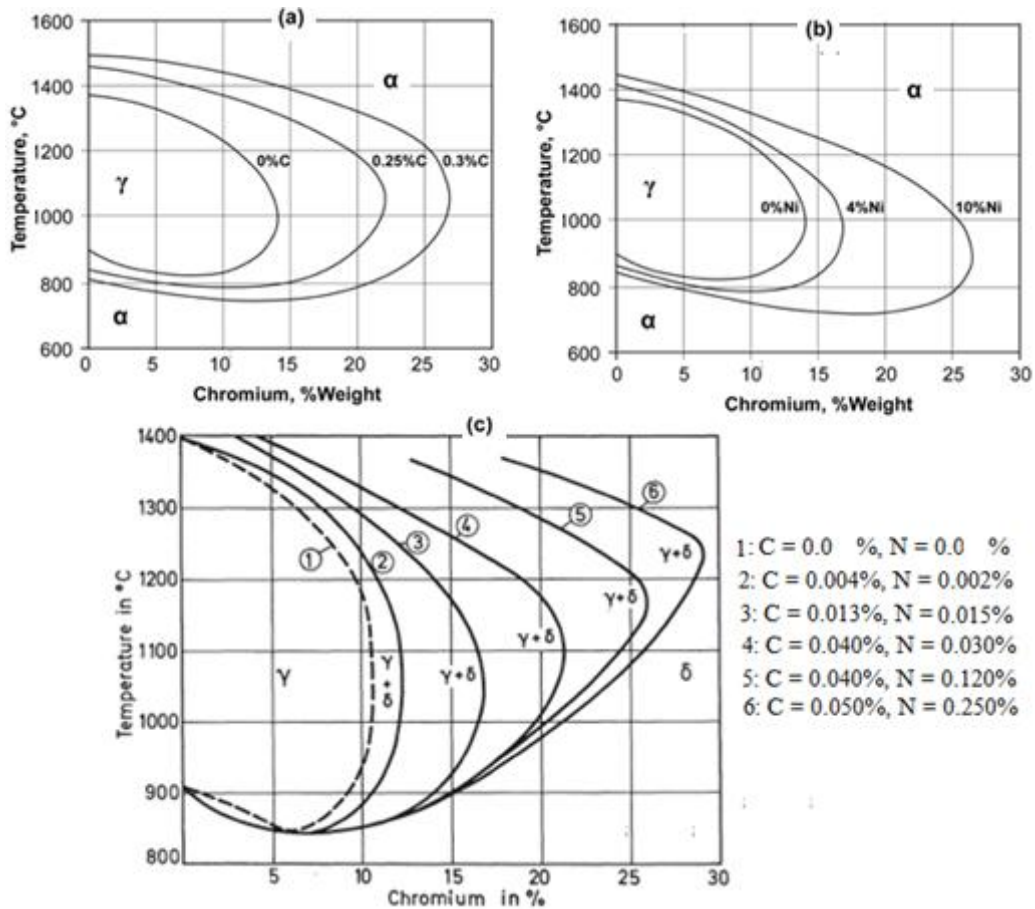 (a)
1600
1400
1200
1000
800
600
Temperature, °C
α
γ
0%C
0.25%C
0.3%C
α
0
5
10
15
20
25
30
Chromium, %Weight
(b)
1600
1400
1200
1000
800
600
Temperature, °C
α
γ
0%Ni
4%Ni
10%Ni
α
0
5
10
15
20
25
30
Chromium, %Weight
(c)
1400
1300
1200
1100
1000
900
800
Temperature in °C
1
2
3
4
5
6
γ
γ
+
δ
γ+δ
γ+δ
γ+δ
γ+δ
δ
5
10
15
20
25
30
Chromium in %
1: C = 0.0 %, N = 0.0 %
2: C = 0.004%, N = 0.002%
3: C = 0.013%, N = 0.015%
4: C = 0.040%, N = 0.030%
5: C = 0.040%, N = 0.120%
6: C = 0.050%, N = 0.250%